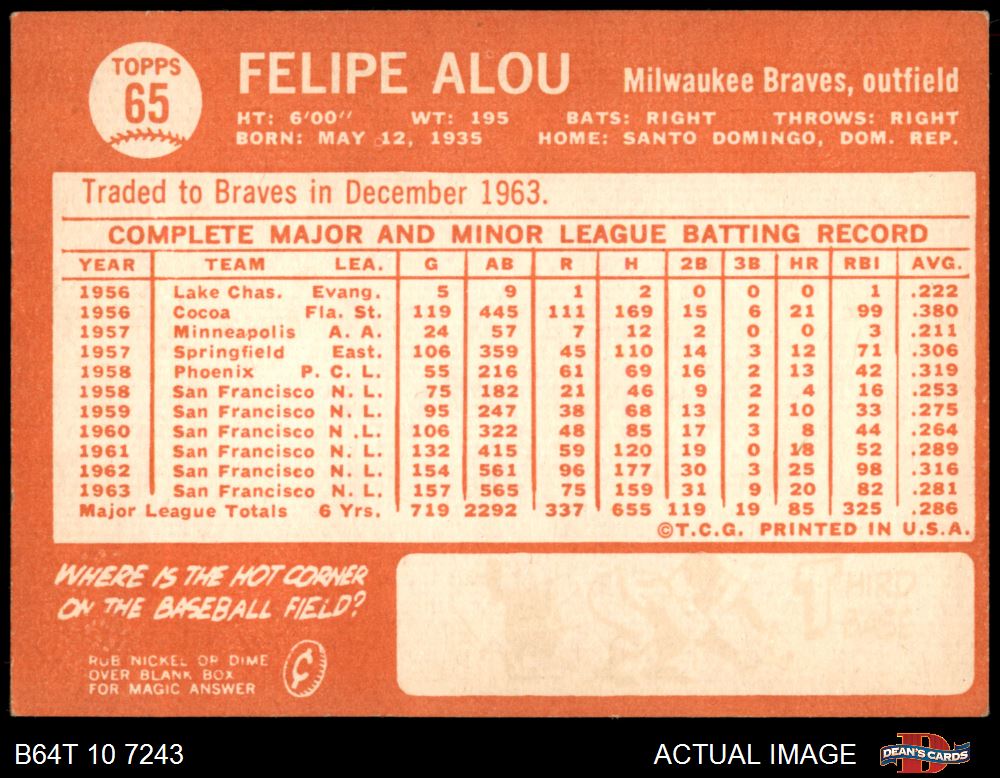 TOPPS
65
FELIPE ALOU Milwaukee Braves, outfield
HT: 6'00" WT: 195 BATS: RIGHT THROWS: RIGHT
BORN: MAY 12, 1935 HOME: SANTO DOMINGO, DOM. REP.
Traded to Braves in December 1963.
COMPLETE MAJOR AND MINOR LEAGUE BATTING RECORD
YEAR TEAM LEA. G AB R H 2B 3B HR RBI AVG.
1956 Lake Chas. Evang. 5 9 1 2 0 0 0 1 .222
1956 Cocoa Fla. St. 119 445 111 169 15 6 21 99 .380
1957 Minneapolis A. A. 24 57 7 12 2 0 0 3 .211
1957 Springfield East. 106 359 45 110 14 3 12 71 .306
1958 Phoenix P. C. L. 55 216 61 69 16 2 13 42 .319
1958 San Francisco N. L. 75 182 21 46 9 2 4 16 .253
1959 San Francisco N. L. 95 247 38 68 13 2 10 33 .275
1960 San Francisco N .L. 106 322 48 85 17 3 8 44 .264
1961 San Francisco N. L. 132 415 59 120 19 0 18 52 .289
1962 San Francisco N. L. 154 561 96 177 30 3 25 98 .316
1963 San Francisco N. L. 157 565 75 159 31 9 20 82 .281
Major League Totals 6 Yrs. 719 2292 337 655 119 19 85 325 .286
©T.C.G. PRINTED IN U.S.A.
WHERE IS THE HOT CORNER
ON THE BASEBALL FIELD?
THIRD
BASE
RUB NICKEL OR DIME
OVER BLANK BOX
FOR MAGIC ANSWER
¢
B64T 10 7243 ACTUAL IMAGE DEAN'S CARDS